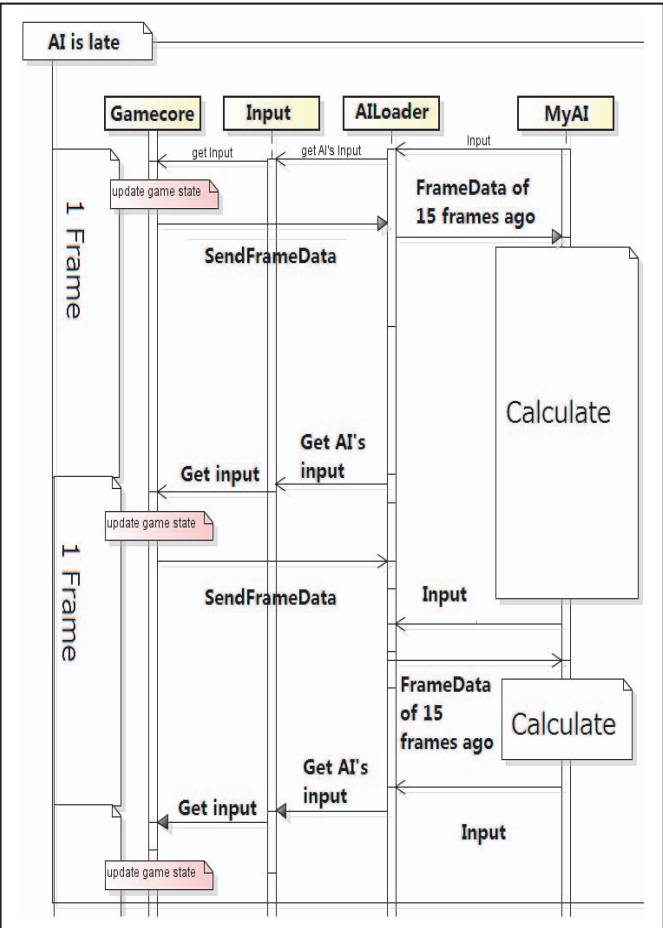 AI is late
Gamecore
Input
AILoader
MyAI
get Input
get AI's Input
Input
update game state
FrameData of
15 frames ago
1 Frame
SendFrameData
Calculate
Get AI's
input
Get input
update game state
1 Frame
SendFrameData
Input
FrameData
of 15
frames ago
Calculate
Get AI's
input
Get input
Input
update game state